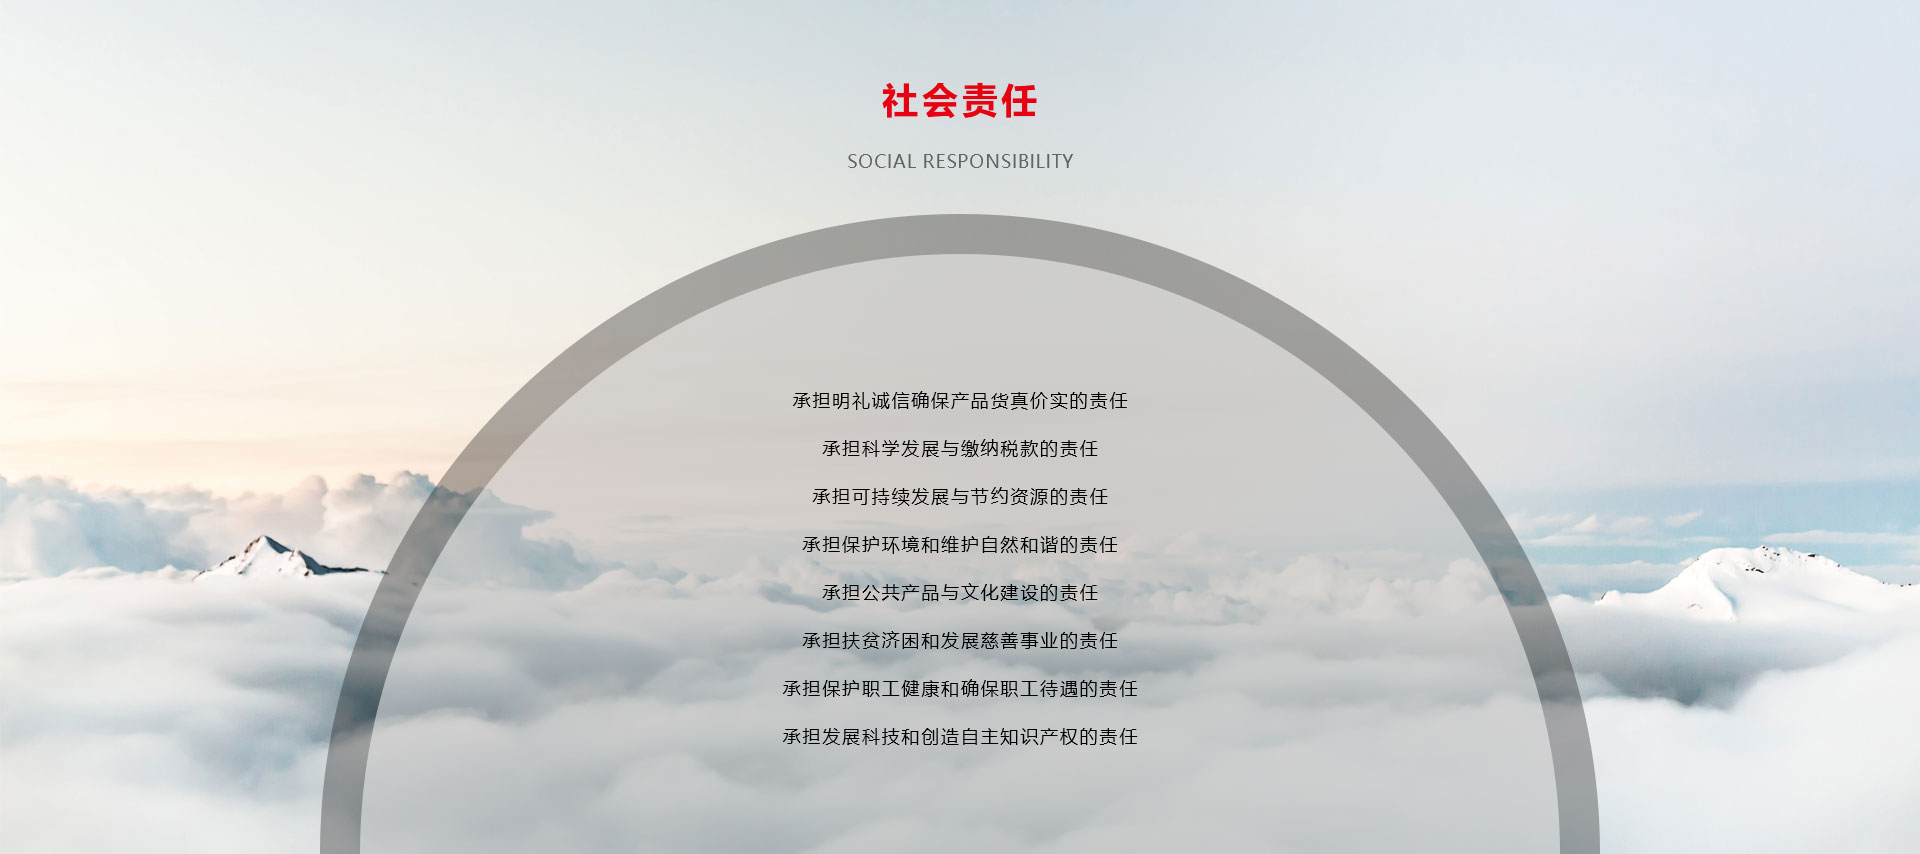 社会责任
SOCIAL RESPONSIBILITY
承担明礼诚信确保产品货真价实的责任
承担科学发展与缴纳税款的责任
承担可持续发展与节约资源的责任
承担保护环境和维护自然和谐的责任
承担公共产品与文化建设的责任
承担扶贫济困和发展慈善事业的责任
承担保护职工健康和确保职工待遇的责任
承担发展科技和创造自主知识产权的责任